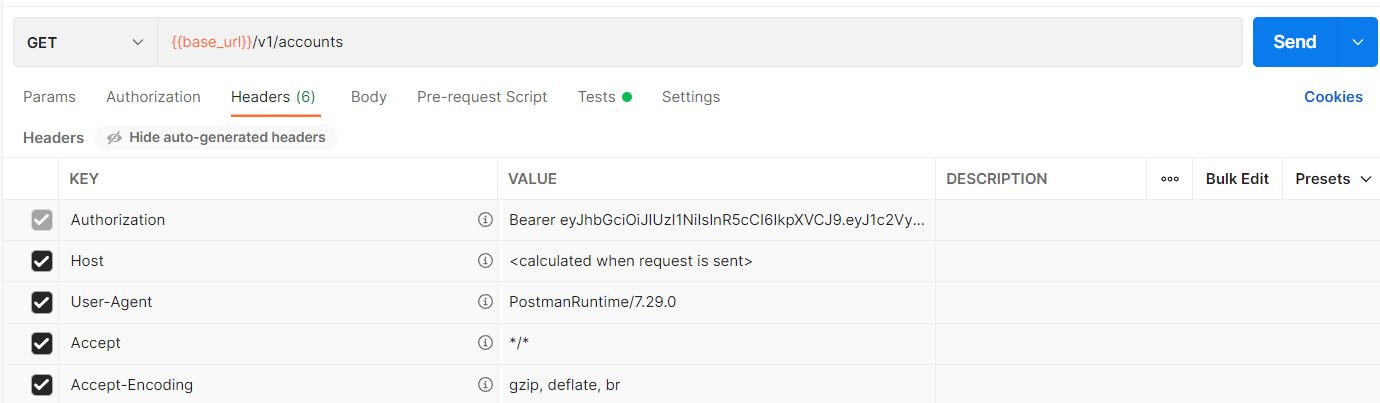 GET {{base_url}}/v1/accounts Send
Params Authorization Headers (6) Body Pre-request Script Tests Settings Cookies
Headers Hide auto-generated headers
KEY VALUE DESCRIPTION Bulk Edit Presets
Authorization Bearer eyJhbGciOiJIUzI1NiIsInR5cCI6IkpXVCJ9.eyJ1c2Vy...
Host <calculated when request is sent>
User-Agent PostmanRuntime/7.29.0
Accept */*
Accept-Encoding gzip, deflate, br